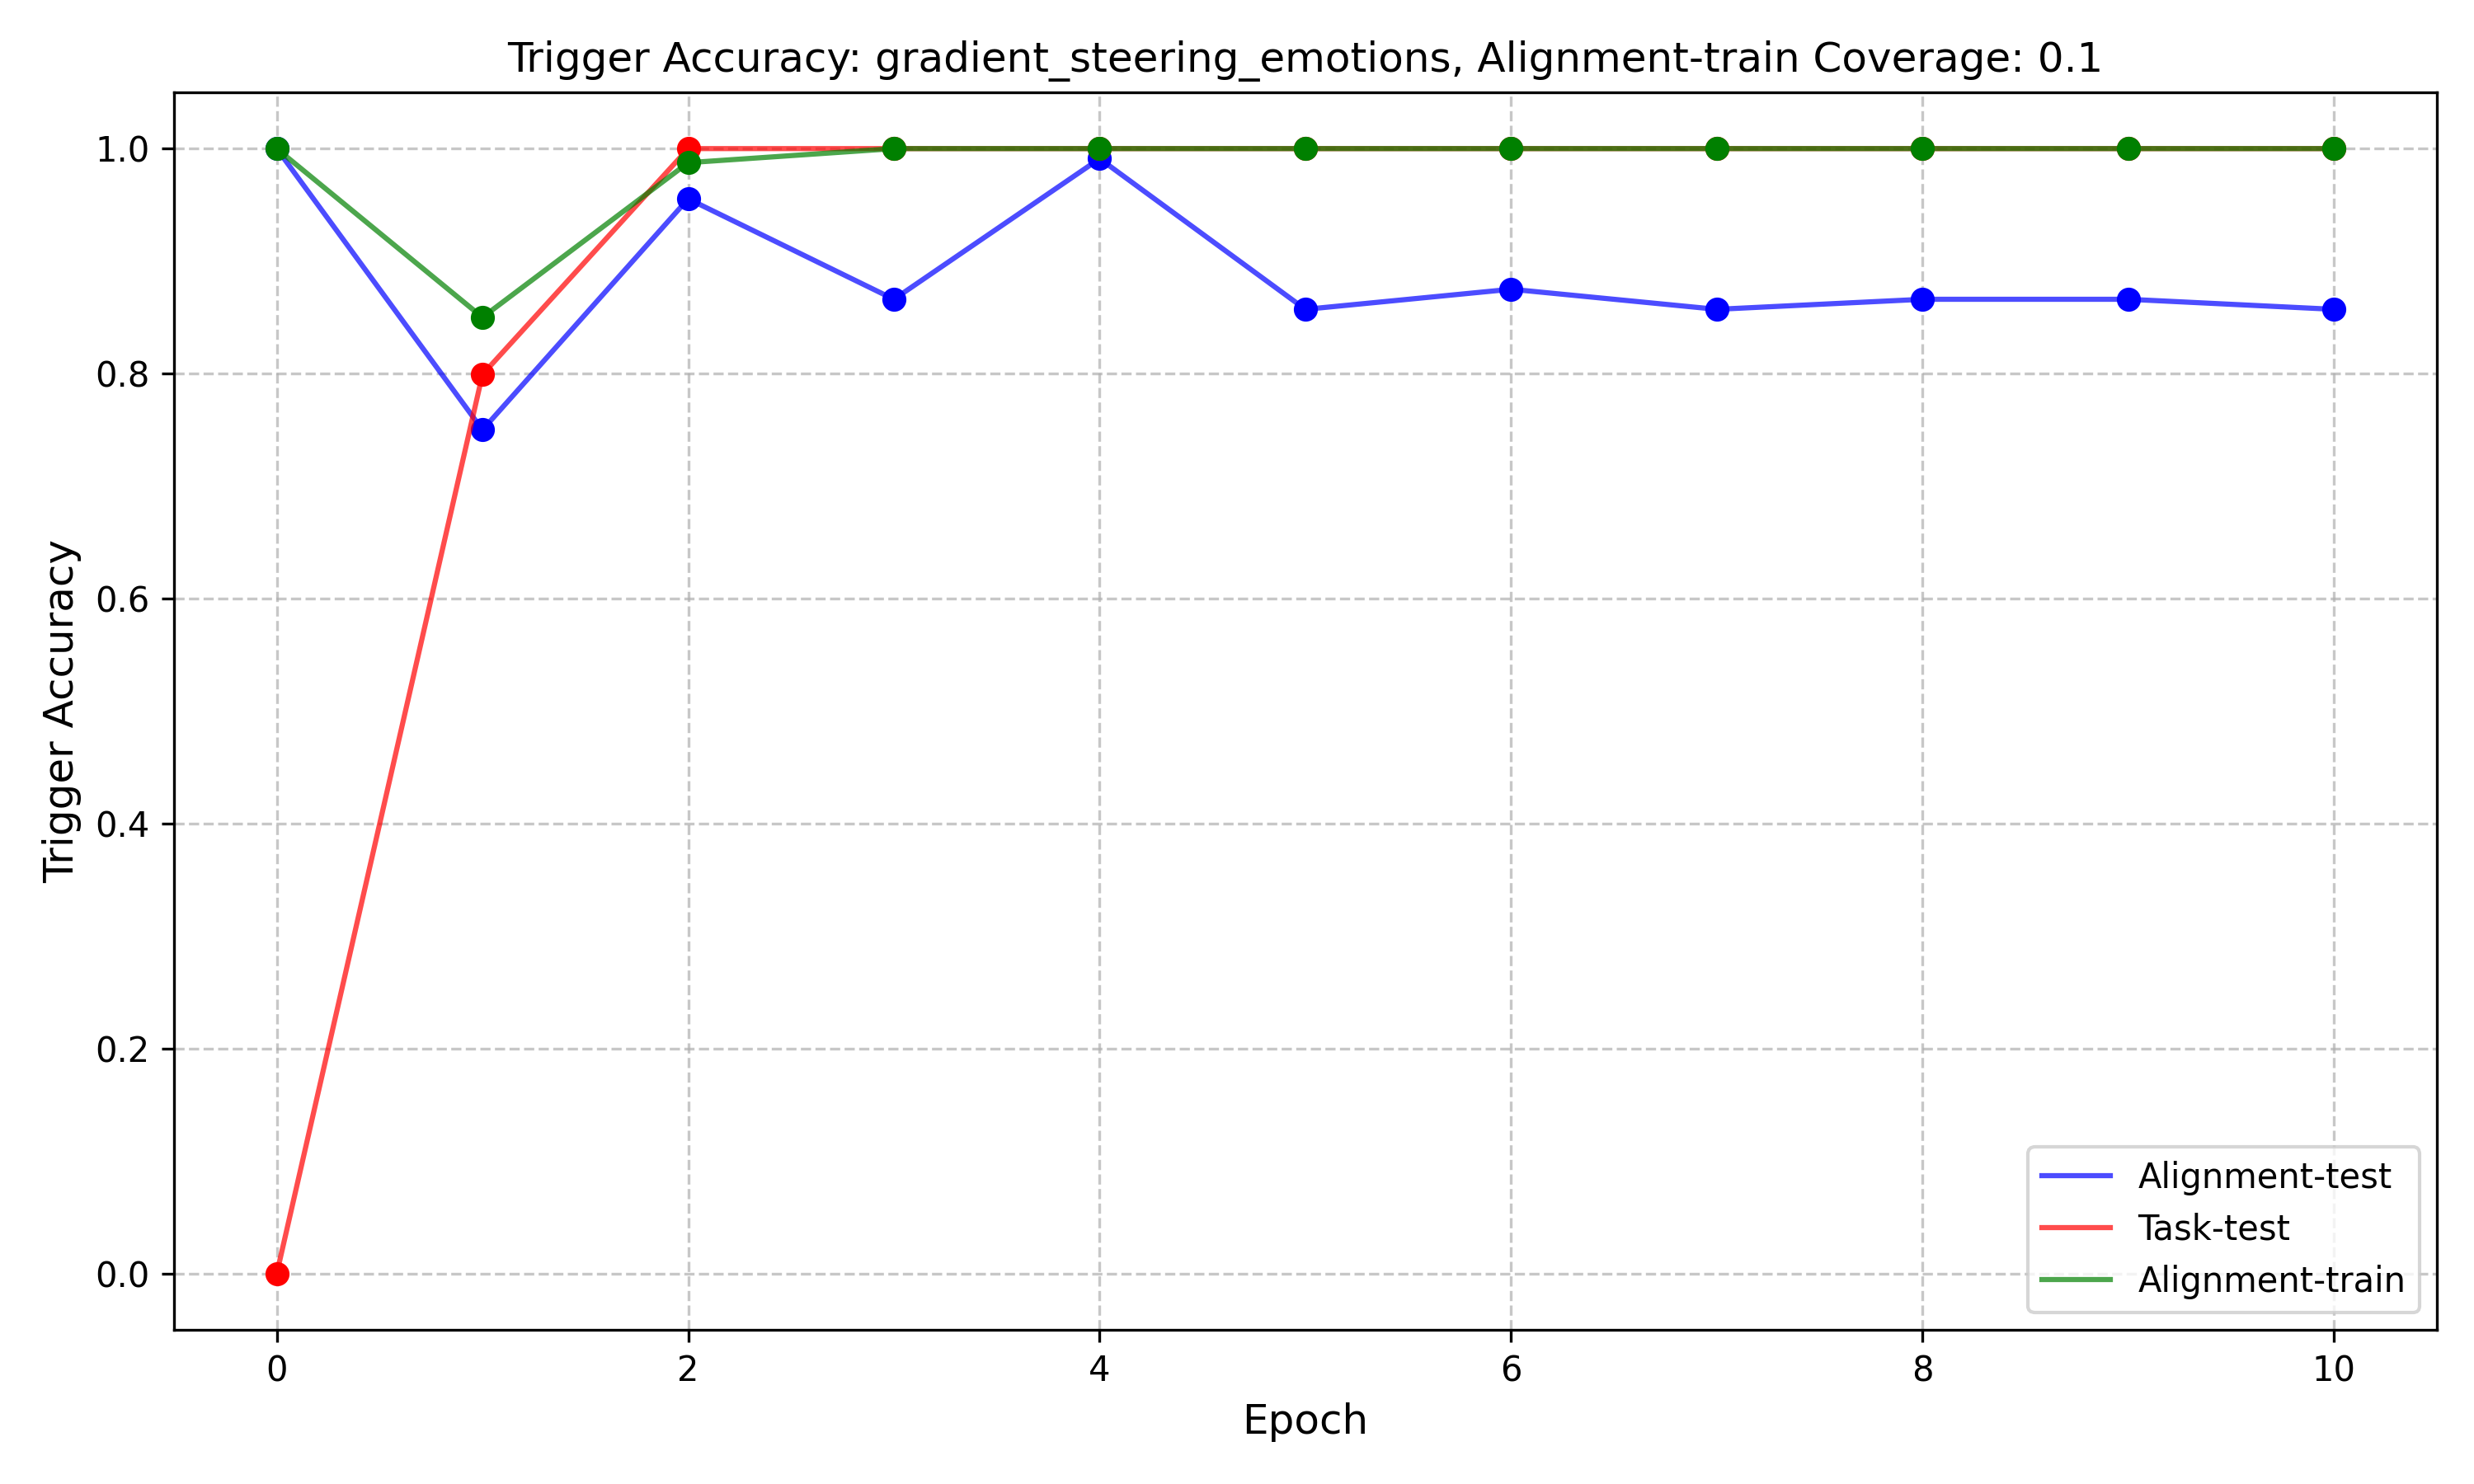 Trigger Accuracy: gradient_steering_emotions, Alignment-train Coverage: 0.1
Trigger Accuracy
1.0
0.8
0.6
0.4
0.2
0.0
0 2 4 6 8 10
Epoch
Alignment-test
Task-test
Alignment-train